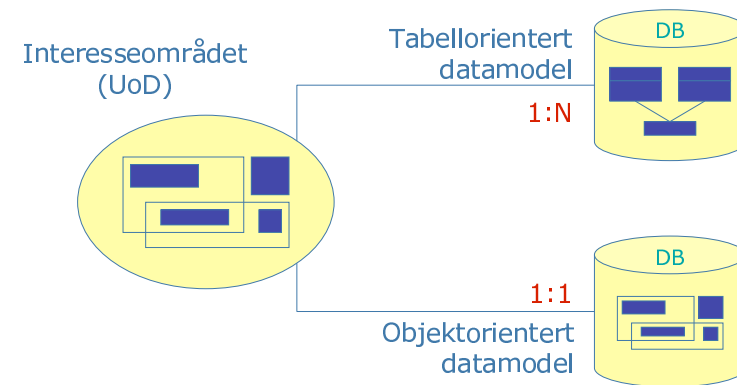 Interesseområdet
(UoD)
Tabellorientert
datamodel
1:N
DB
DB
1:1
Objektorientert
datamodel